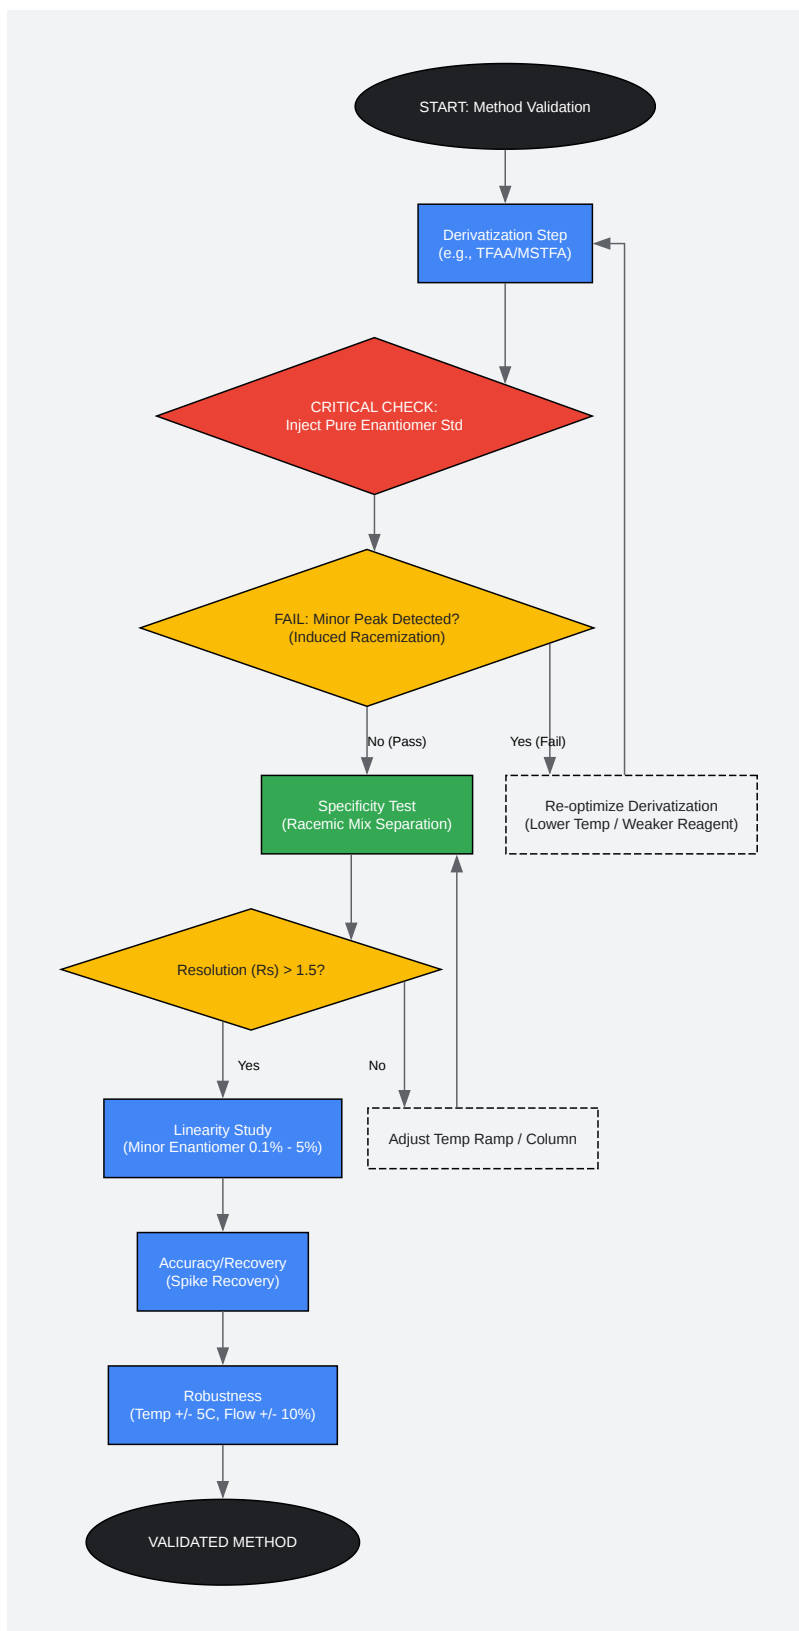 START: Method Validation
Derivatization Step
(e.g., TFAA/MSTFA)
CRITICAL CHECK:
Inject Pure Enantiomer Std
FAIL: Minor Peak Detected?
(Induced Racemization)
No (Pass)
Yes (Fail)
Specificity Test
(Racemic Mix Separation)
Re-optimize Derivatization
(Lower Temp / Weaker Reagent)
Resolution (Rs) > 1.5?
Yes
No
Linearity Study
(Minor Enantiomer 0.1% - 5%)
Adjust Temp Ramp / Column
Accuracy/Recovery
(Spike Recovery)
Robustness
(Temp +/- 5C, Flow +/- 10%)
VALIDATED METHOD